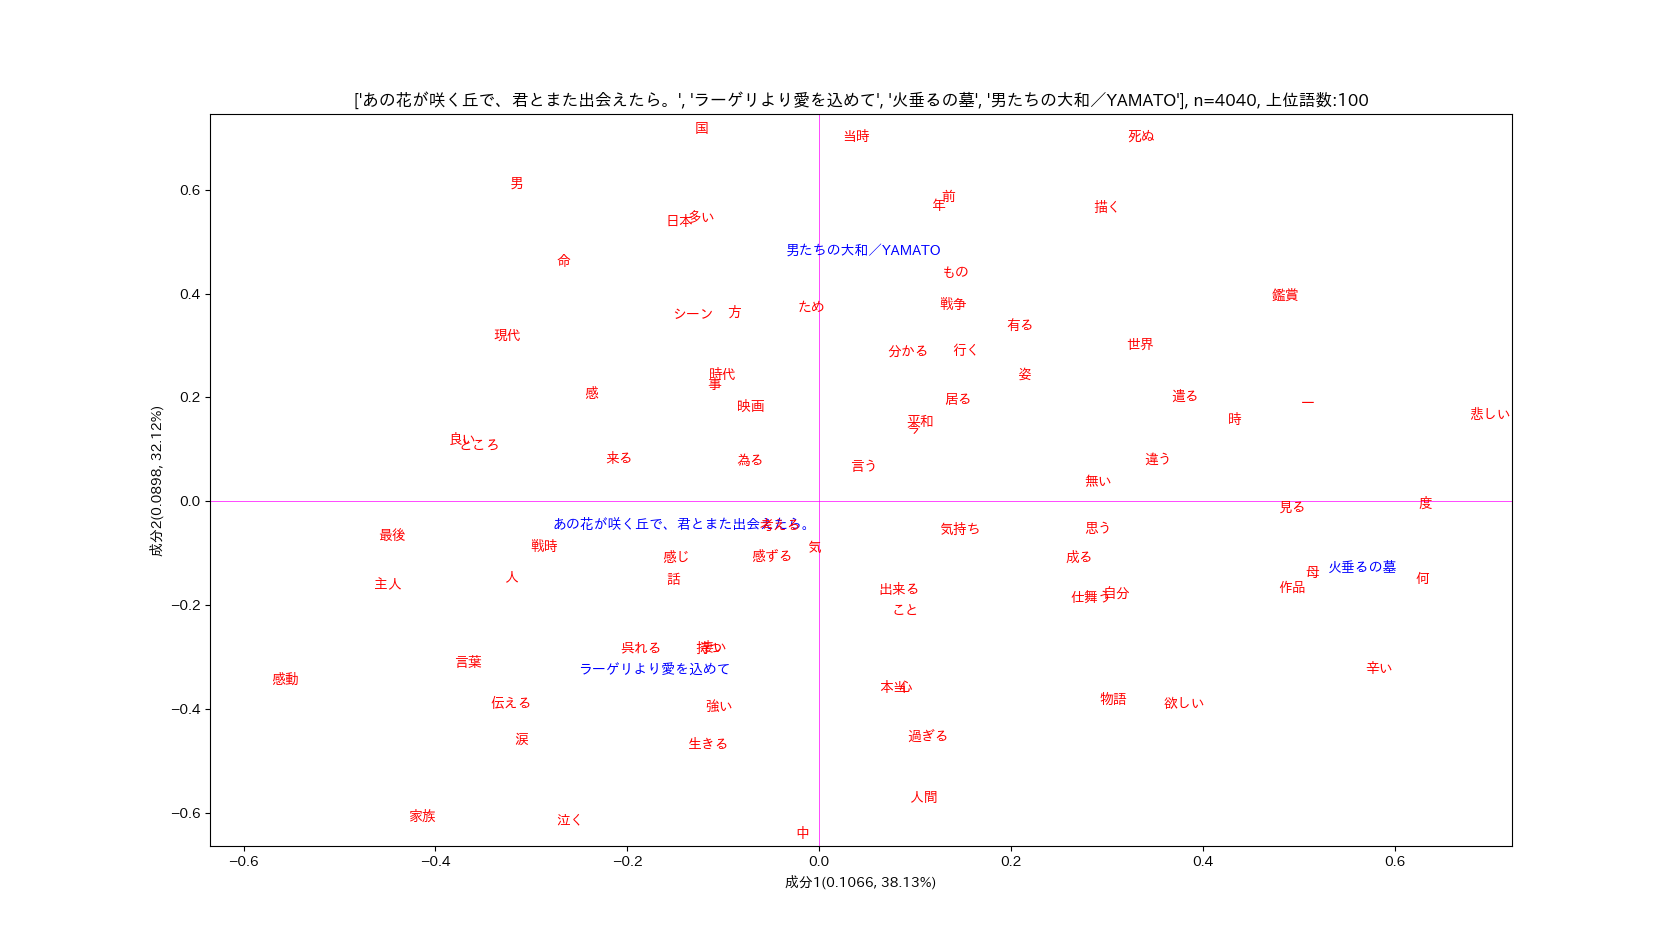 ['あの花が咲く丘で、君とまた出会えたら。', 'ラーゲリより愛を込めて', '火垂るの墓', '男たちの大和／YAMATO'], n=4040, 上位語数:100
国
当時
死ぬ
男
前
年
描く
日本
多い
男たちの大和／YAMATO
命
もの
鑑賞
戦争
ため
シーン
方
有る
現代
世界
分かる
行く
時代
事
姿
感
居る
遣る
一
映画
悲しい
平和
今
時
良い
ところ
来る
為る
言う
違う
無い
度
見る
あの花が咲く丘で、君とまた出会えたら。
考える
気持ち
思う
最後
戦時
気
感じ
感ずる
成る
火垂るの墓
母
人
話
何
主人
出来る
作品
仕舞う
自分
こと
呉れる
持つ
言葉
ラーゲリより愛を込めて
辛い
感動
本当
心
伝える
強い
物語
欲しい
涙
生きる
過ぎる
人間
家族
泣く
中
0.6
0.4
0.2
0.0
−0.2
−0.4
−0.6
−0.6
−0.4
−0.2
0.0
0.2
0.4
0.6
成分1(0.1066, 38.13%)
成分2(0.0898, 32.12%)